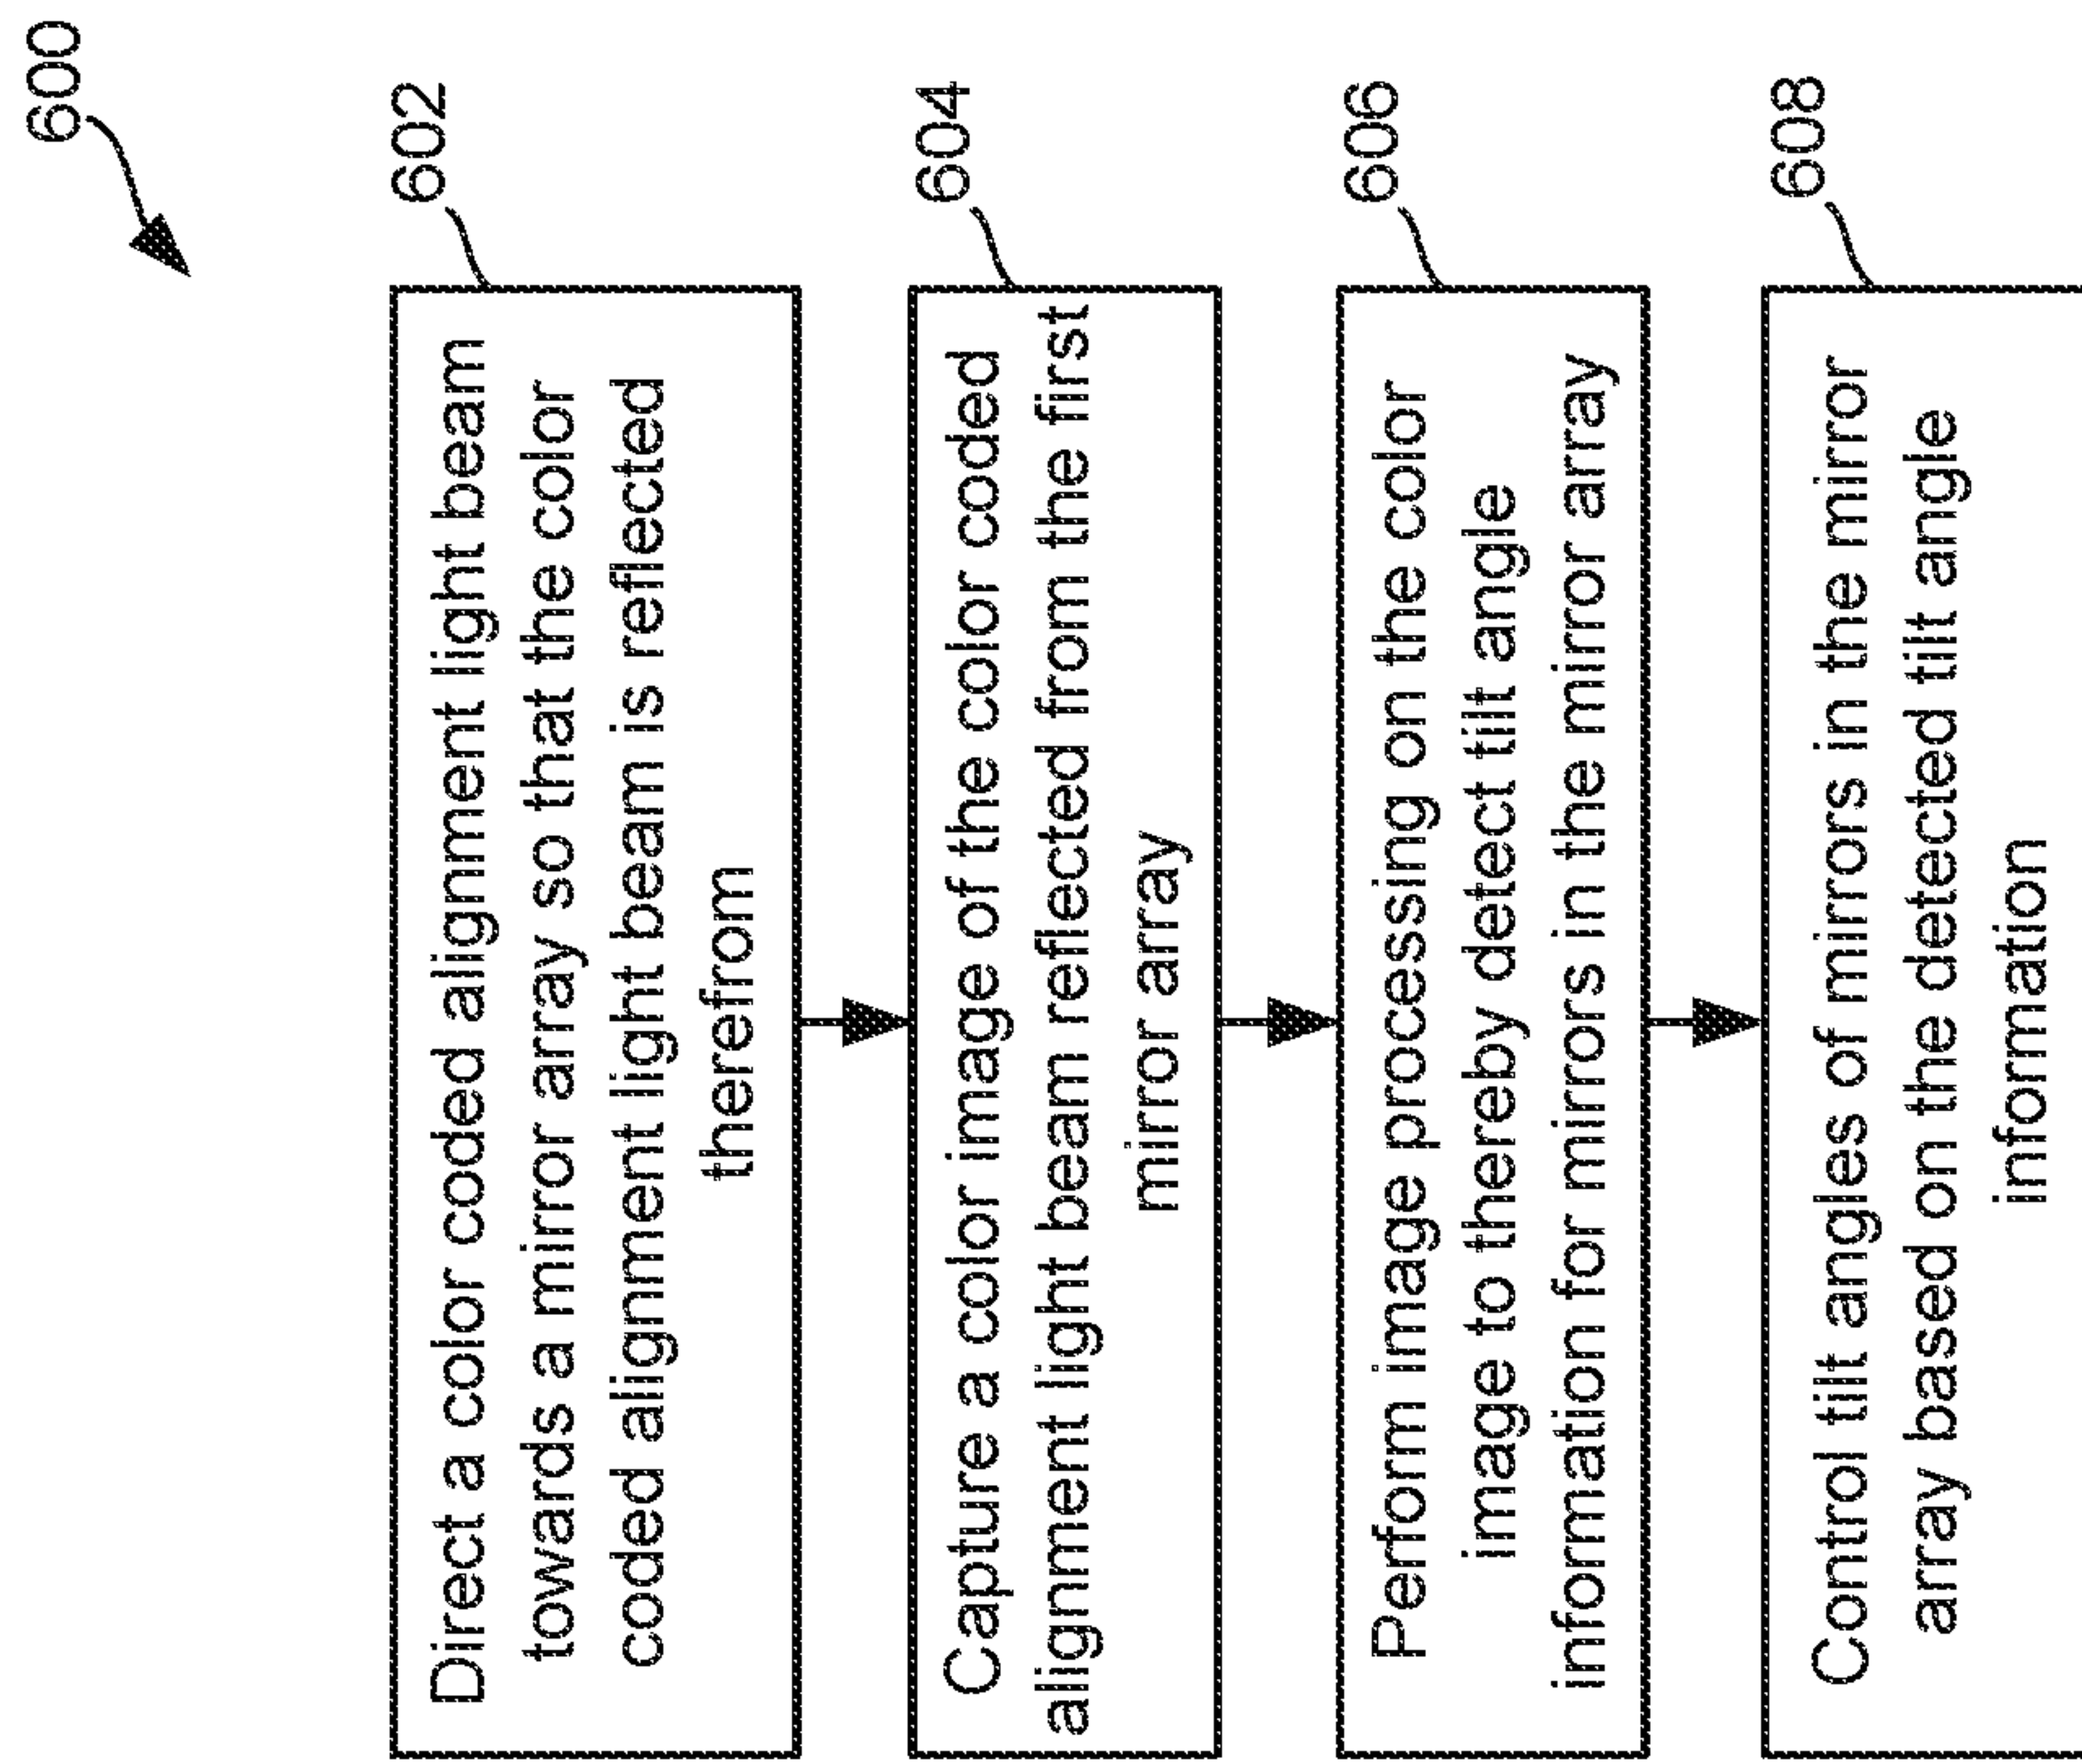 600
602
Direct a color coded alignment light beam
towards a mirror array so that the color
coded alignment light beam is reflected
therefrom
604
Capture a color image of the color coded
alignment light beam reflected from the first
mirror array
606
Perform image processing on the color
image to thereby detect tilt angle
information for mirrors in the mirror array
608
Control tilt angles of mirrors in the mirror
array based on the detected tilt angle
information